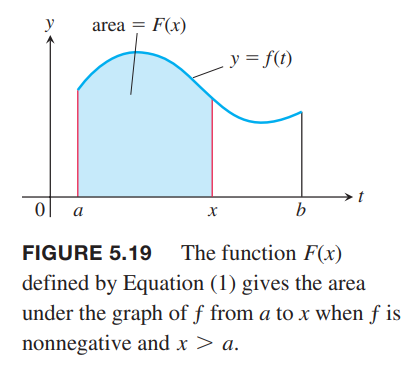 y
area = F(x)
y = f(t)
t
0
a
x
b
FIGURE 5.19 The function F(x)
defined by Equation (1) gives the area
under the graph of f from a to x when f is
nonnegative and x > a.